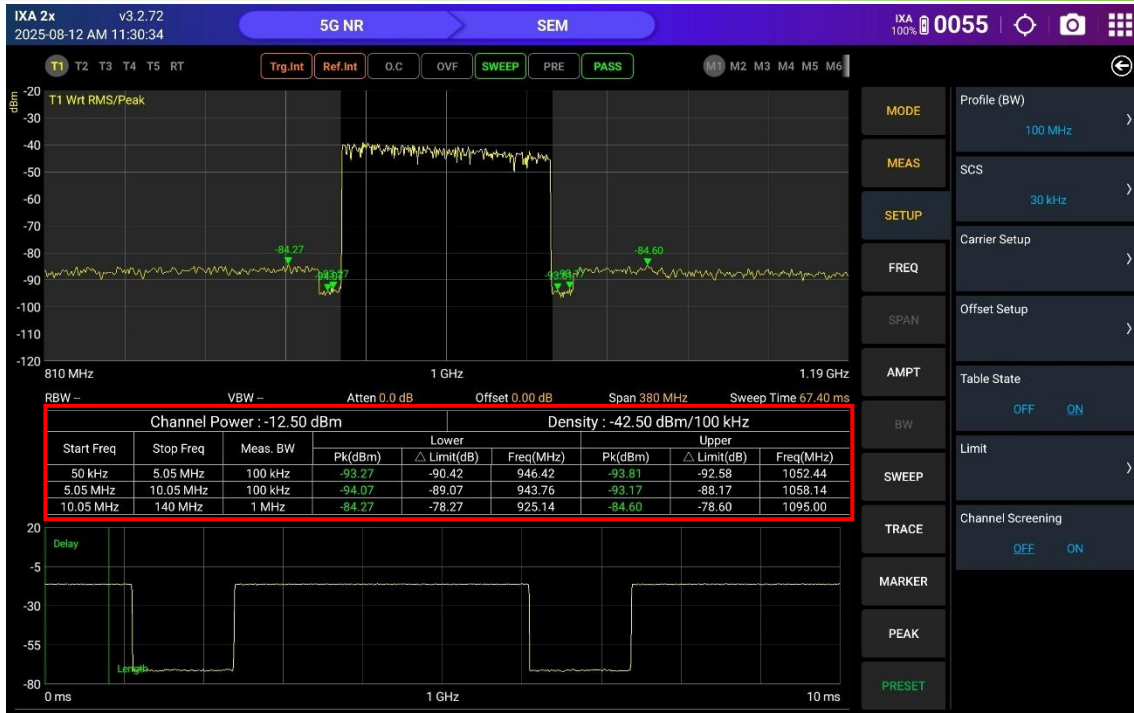 IXA 2x v3.2.72
2025-08-12 AM 11:30:34
5G NR SEM
IXA
100% 0055
T1 T2 T3 T4 T5 RT Trg.Int Ref.Int O.C OVF SWEEP PRE PASS M1 M2 M3 M4 M5 M6
dBm
T1 Wrt RMS/Peak
-20
-30
-40
-50
-60
-70
-80
-90
-100
-110
-120
-84.27
-84.60
810 MHz 1 GHz 1.19 GHz
RBW -- VBW -- Atten 0.0 dB Offset 0.00 dB Span 380 MHz Sweep Time 67.40 ms
Channel Power : -12.50 dBm Density : -42.50 dBm/100 kHz
Start Freq Stop Freq Meas. BW Lower Upper
Pk(dBm) △ Limit(dB) Freq(MHz) Pk(dBm) △ Limit(dB) Freq(MHz)
50 kHz 5.05 MHz 100 kHz -93.27 -90.42 946.42 -93.81 -92.58 1052.44
5.05 MHz 10.05 MHz 100 kHz -94.07 -89.07 943.76 -93.17 -88.17 1058.14
10.05 MHz 140 MHz 1 MHz -84.27 -78.27 925.14 -84.60 -78.60 1095.00
20
-5
-30
-55
-80
Delay
Length
0 ms 1 GHz 10 ms
MODE
MEAS
SETUP
FREQ
SPAN
AMPT
BW
SWEEP
TRACE
MARKER
PEAK
PRESET
Profile (BW)
100 MHz
SCS
30 kHz
Carrier Setup
Offset Setup
Table State
OFF ON
Limit
Channel Screening
OFF ON